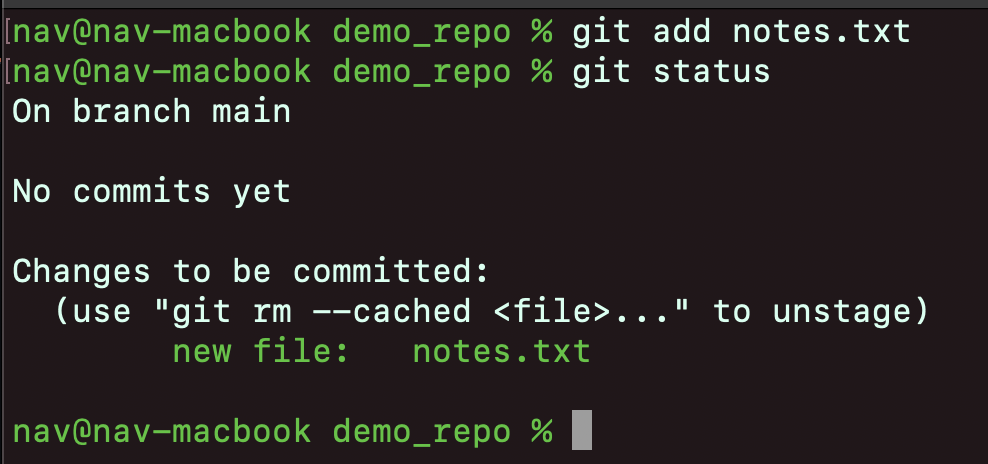 [nav@nav-macbook demo_repo % git add notes.txt
[nav@nav-macbook demo_repo % git status
On branch main
No commits yet
Changes to be committed:
  (use "git rm --cached <file>..." to unstage)
        new file:   notes.txt
nav@nav-macbook demo_repo %